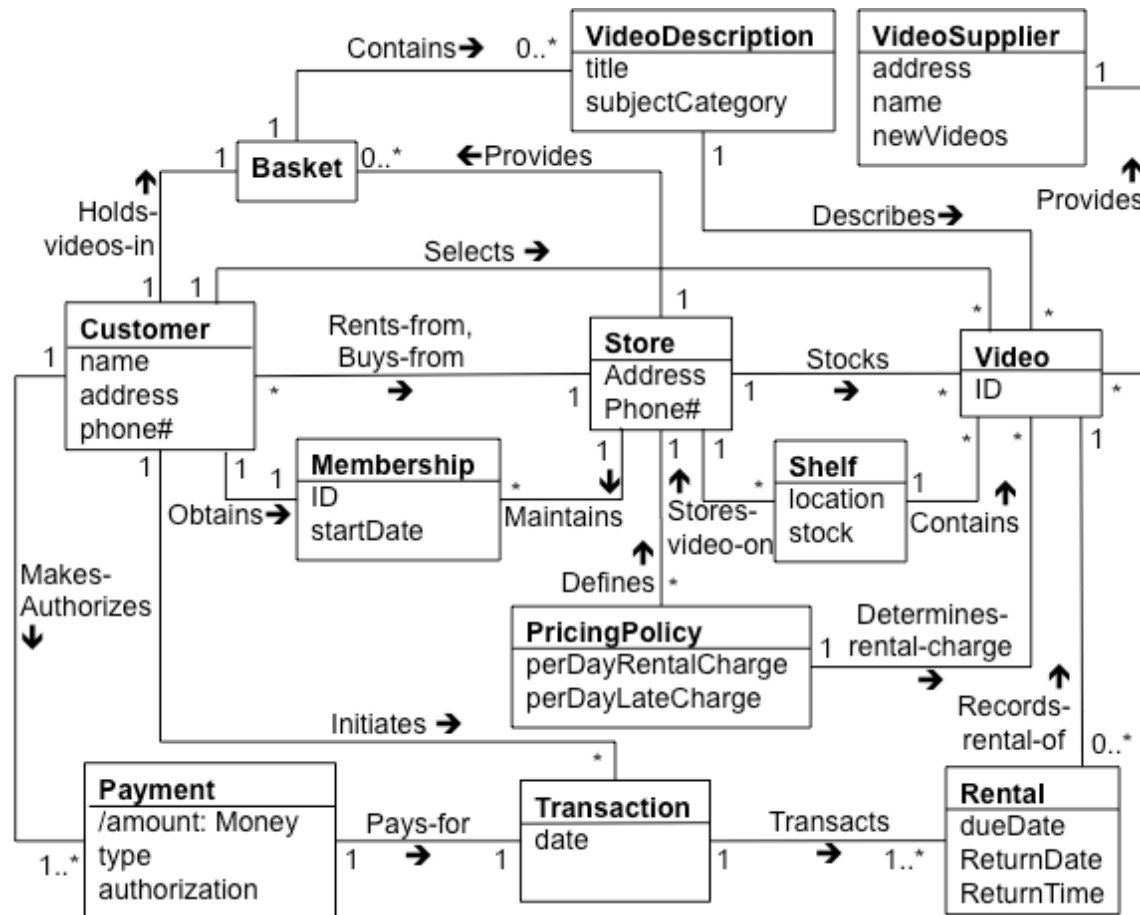 Contains➔
0..*
VideoDescription
title
subjectCategory
VideoSupplier
address
name
newVideos
1
1
1
Basket
0..*
🡸Provides
1
Provides
Holds-
videos-in
Describes➔
Selects ➔
1
1
1
*
*
Customer
name
address
phone#
1
Rents-from,
Buys-from
➔
*
1
Store
Address
Phone#
1
Stocks
➔
*
Video
ID
*
1
1
1
Obtains➔
Membership
ID
startDate
*
Maintains
1
1
1
Stores-
video-on
*
Shelf
location
stock
1
Contains
*
*
1
Makes-
Authorizes
Defines
*
PricingPolicy
perDayRentalCharge
perDayLateCharge
1
Determines-
rental-charge
➔
Initiates ➔
*
Records-
rental-of
0..*
Payment
/amount: Money
type
authorization
1..*
1
Pays-for
➔
1
Transaction
date
1
Transacts
➔
1..*
Rental
dueDate
ReturnDate
ReturnTime